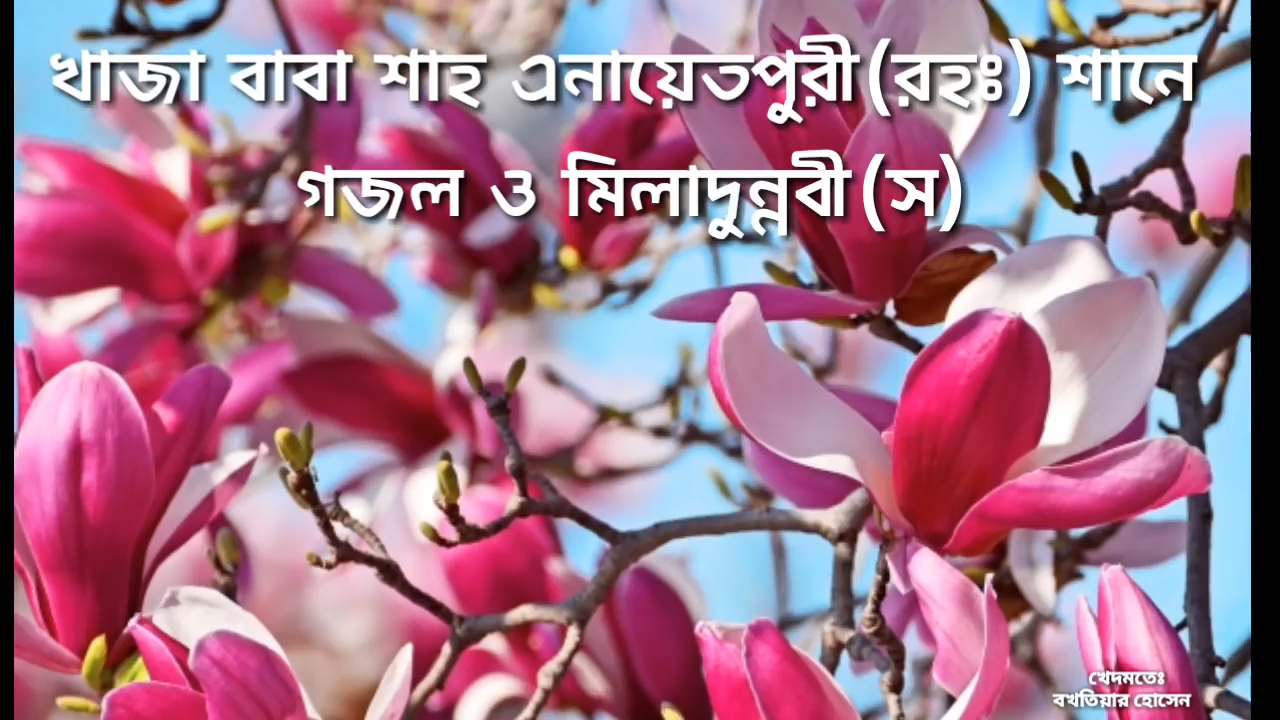 খাজা বাবা শাহ এনায়েতপুরী(রহঃ) শানে
গজল ও মিলাদুন্নবী(স)
খেদমতেঃ
বখতিয়ার হোসেন